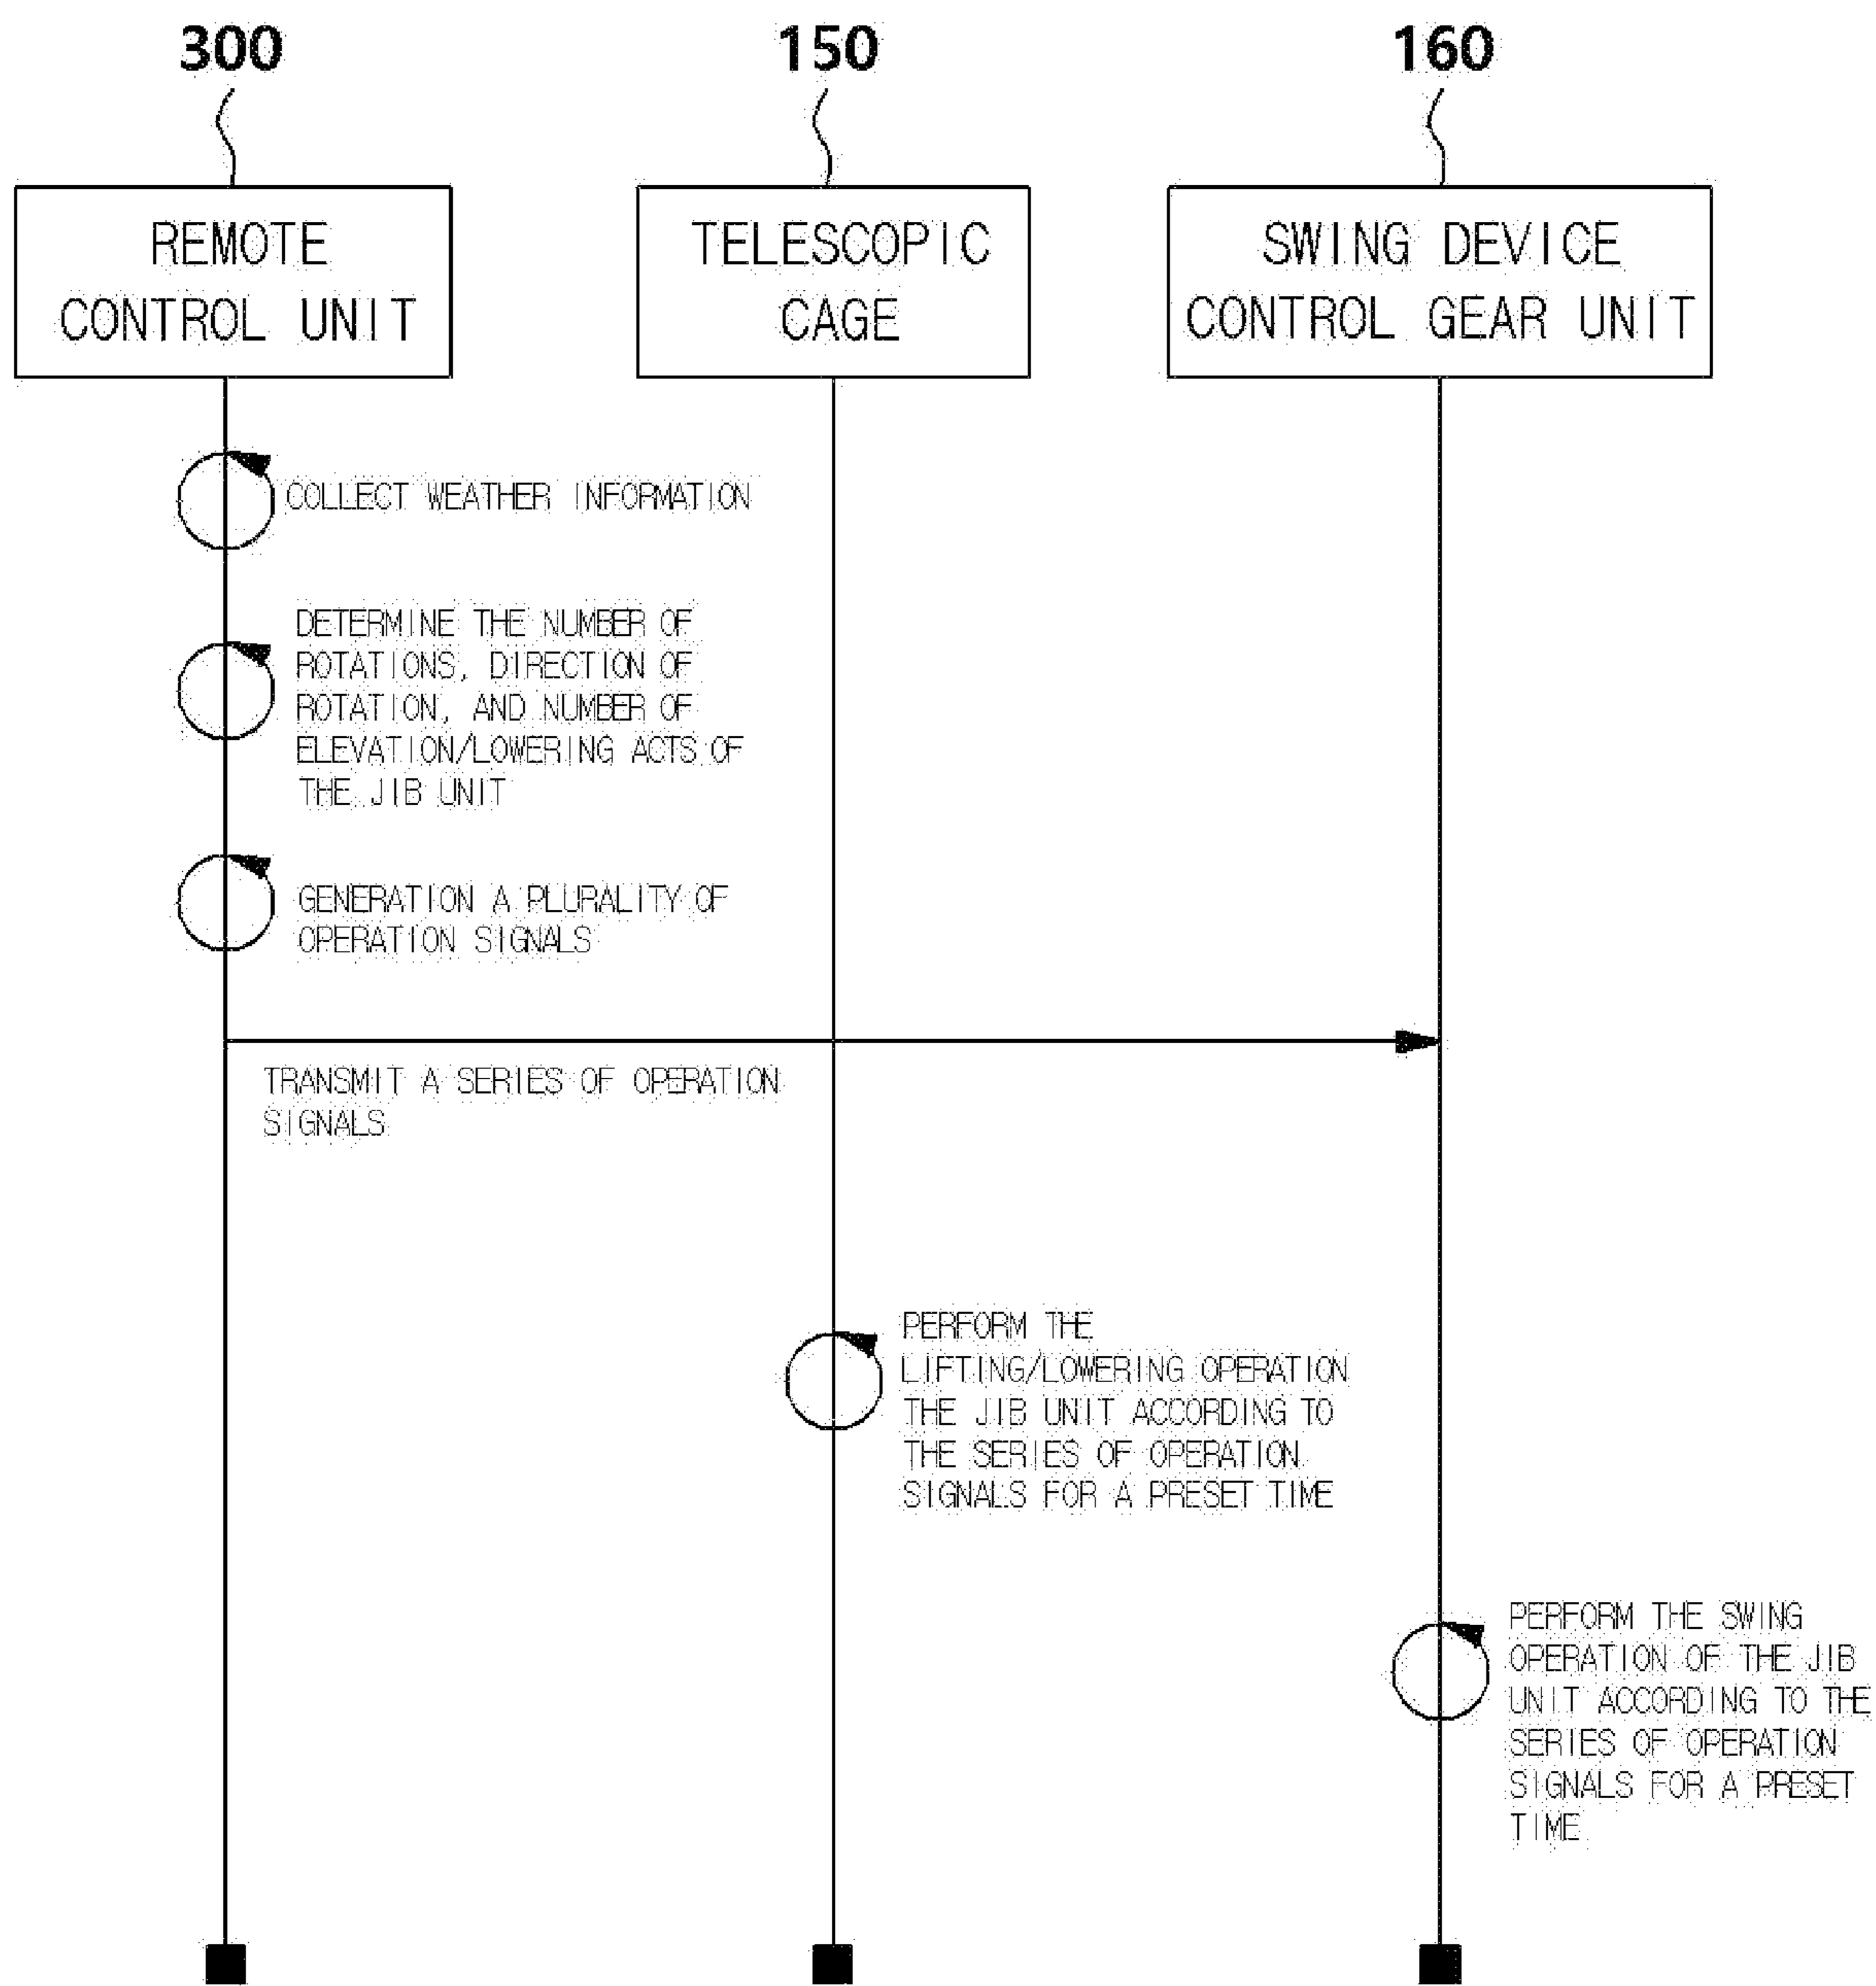 300
150
160
REMOTE
CONTROL UNIT
TELESCOPIC
CAGE
SWING DEVICE
CONTROL GEAR UNIT
COLLECT WEATHER INFORMATION
DETERMINE THE NUMBER OF
ROTATIONS, DIRECTION OF
ROTATION, AND NUMBER OF
ELEVATION/LOWERING ACTS OF
THE JIB UNIT
GENERATION A PLURALITY OF
OPERATION SIGNALS
TRANSMIT A SERIES OF OPERATION
SIGNALS
PERFORM THE
LIFTING/LOWERING OPERATION
THE JIB UNIT ACCORDING TO
THE SERIES OF OPERATION
SIGNALS FOR A PRESET TIME
PERFORM THE SWING
OPERATION OF THE JIB
UNIT ACCORDING TO THE
SERIES OF OPERATION
SIGNALS FOR A PRESET
TIME